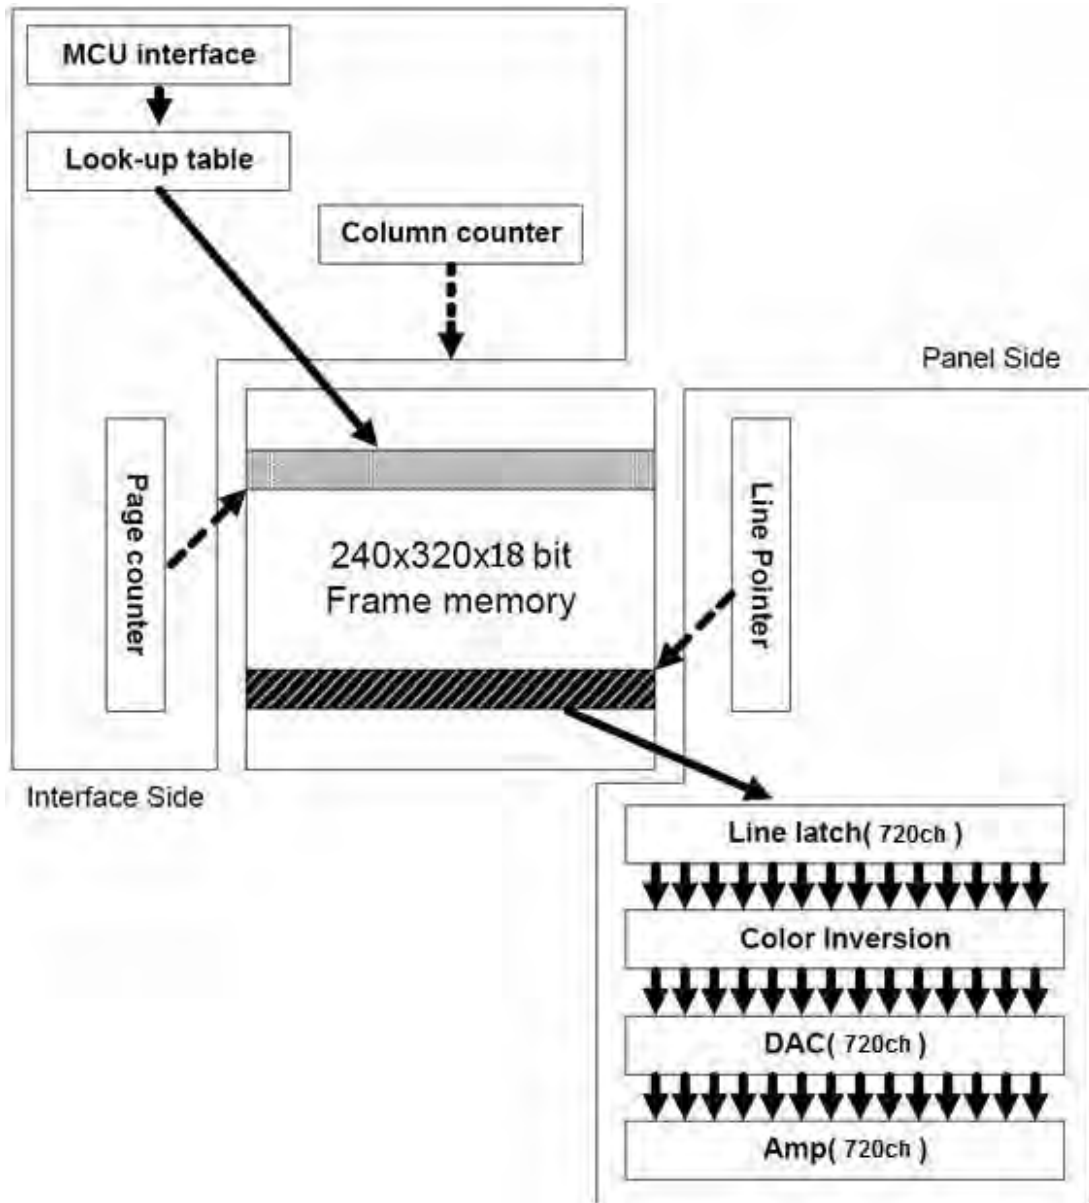 MCU interface
Look-up table
Column counter
Panel Side
Page counter
240x320x18 bit
Frame memory
Line Pointer
Interface Side
Line latch( 720ch )
Color Inversion
DAC( 720ch )
Amp( 720ch )